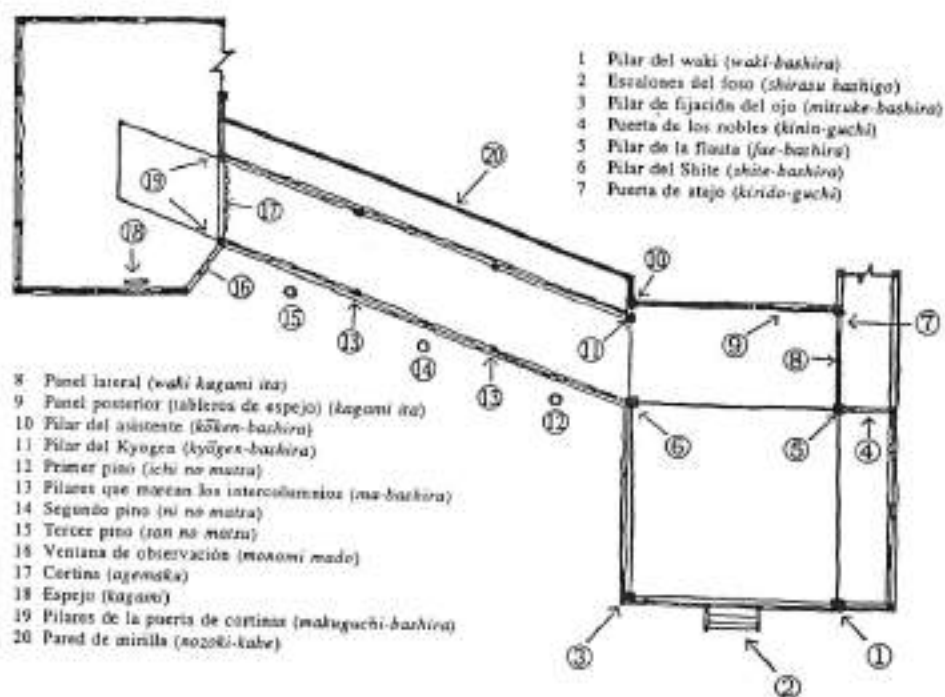 1 Pilar del waki (waki-bashira)
2 Escalones del foso (shirasu hashigo)
3 Pilar de fijación del ojo (mitsuke-bashira)
4 Puerta de los nobles (kinin-guchi)
5 Pilar de la flauta (fue-bashira)
6 Pilar del Shite (shite-bashira)
7 Puerta de atajo (kirido-guchi)
8 Panel lateral (waki kagami ita)
9 Panel posterior (tableros de espejo) (kagami ita)
10 Pilar del asistente (kōken-bashira)
11 Pilar del Kyogen (kyōgen-bashira)
12 Primer pino (ichi no matsu)
13 Pilares que marcan los intercolumnios (ma-bashira)
14 Segundo pino (ni no matsu)
15 Tercer pino (san no matsu)
16 Ventana de observación (monomi mado)
17 Cortina (agemaku)
18 Espejo (kagami)
19 Pilares de la puerta de cortinas (makuguchi-bashira)
20 Pared de mirilla (nozoki-kabe)
⑳
⑲
⑰
⑱
⑯
⑮
⑬
⑭
⑬
⑫
⑩
⑪
⑨
⑧
⑦
⑥
⑤
④
③
②
①